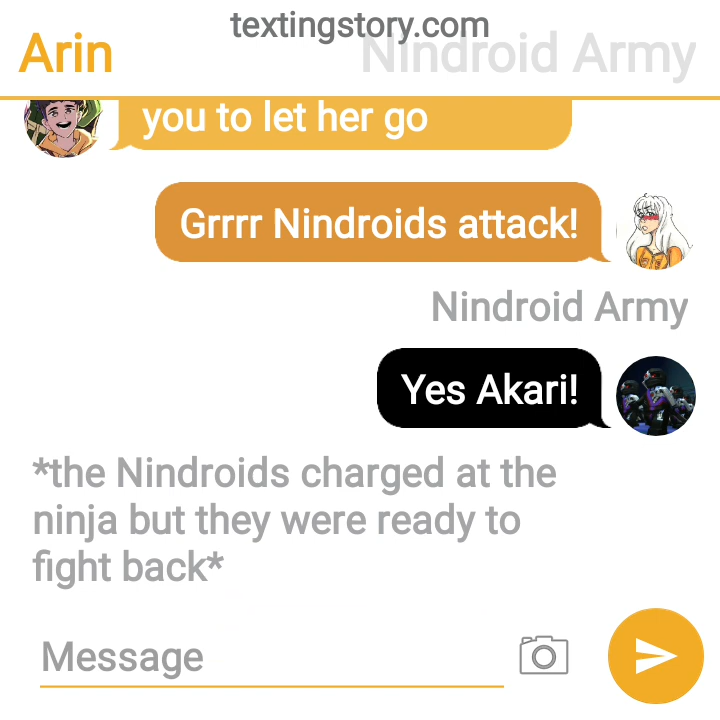 textingstory.com
Arin
Nindroid Army
you to let her go
Grrrr Nindroids attack!
Nindroid Army
Yes Akari!
*the Nindroids charged at the
ninja but they were ready to
fight back*
Message